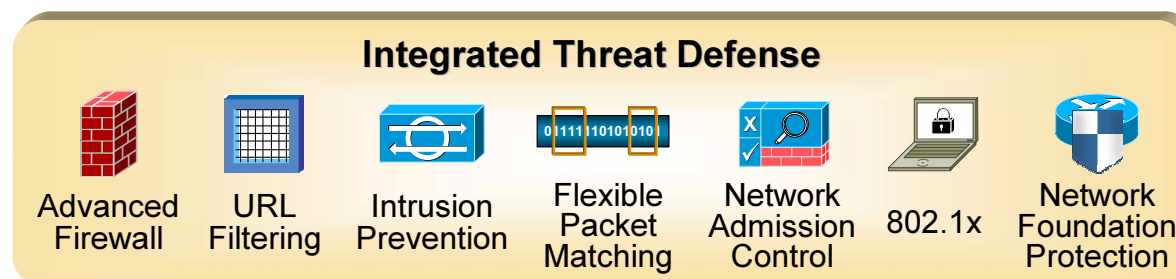 Integrated Threat Defense
011111101010101
X
Advanced
Firewall
URL
Filtering
Intrusion
Prevention
Flexible
Packet
Matching
Network
Admission
Control
802.1x
Network
Foundation
Protection